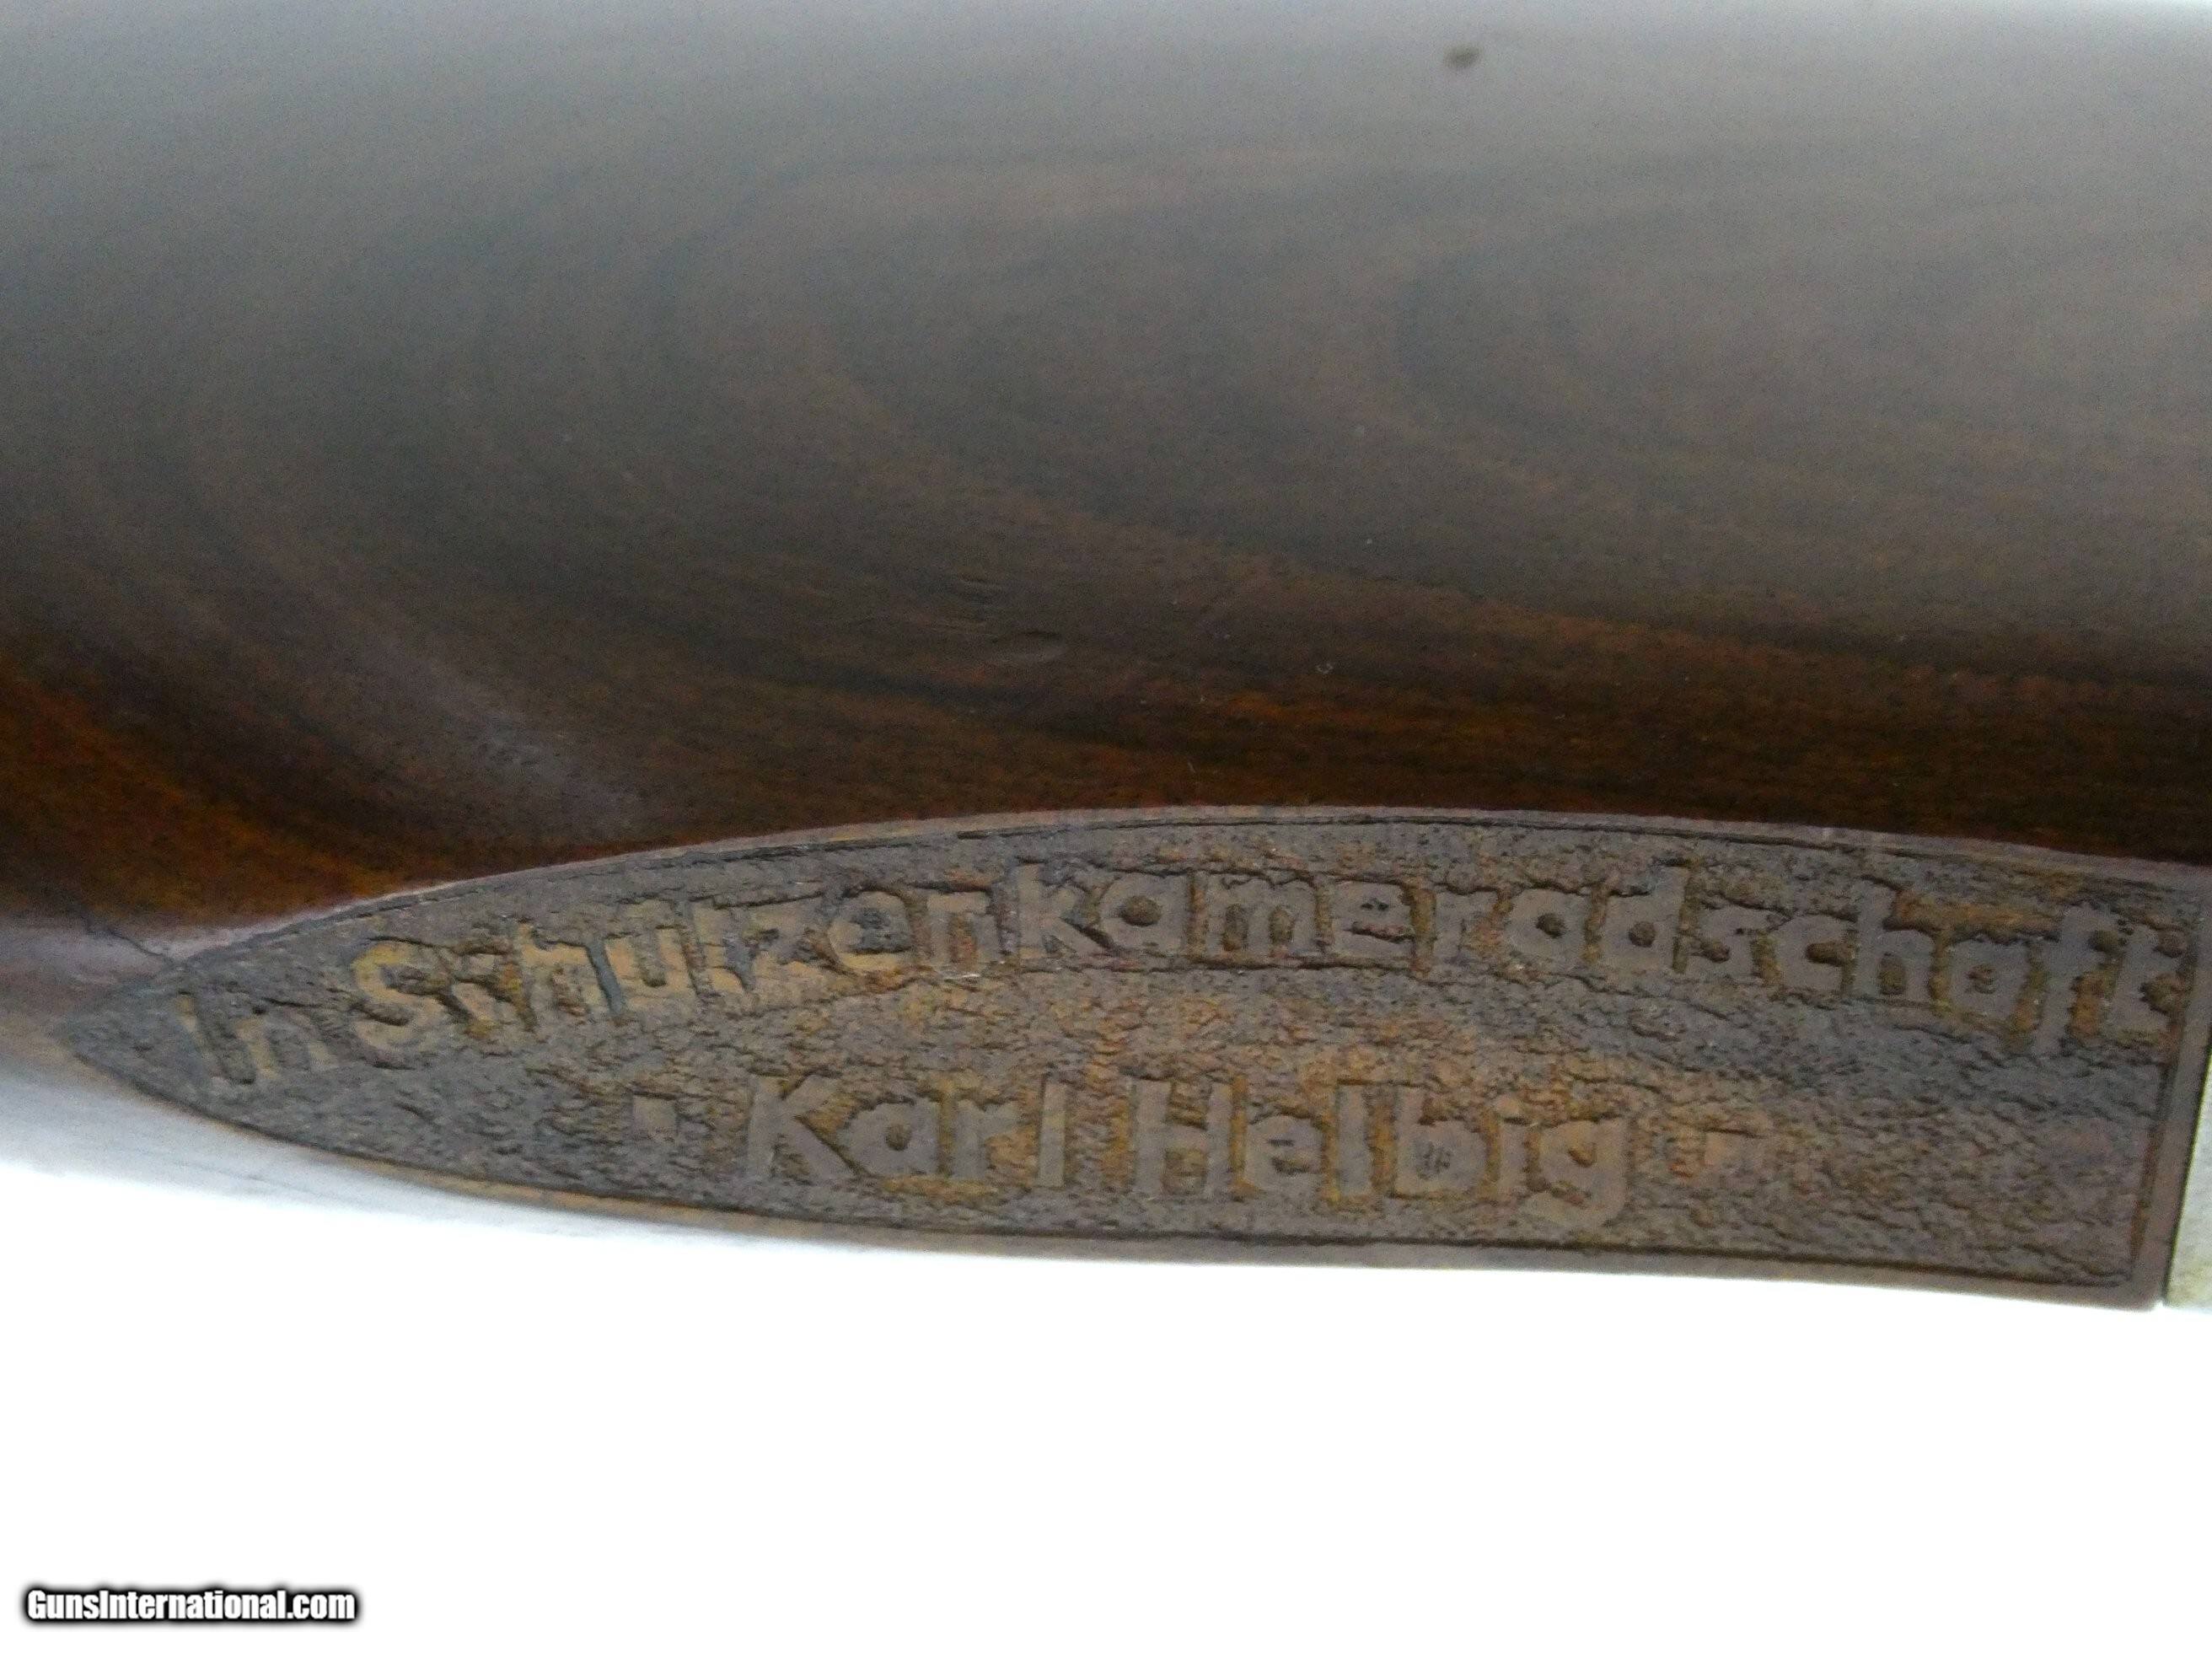 In Schützenkameradschaft
Karl Helbig
GunsInternational.com